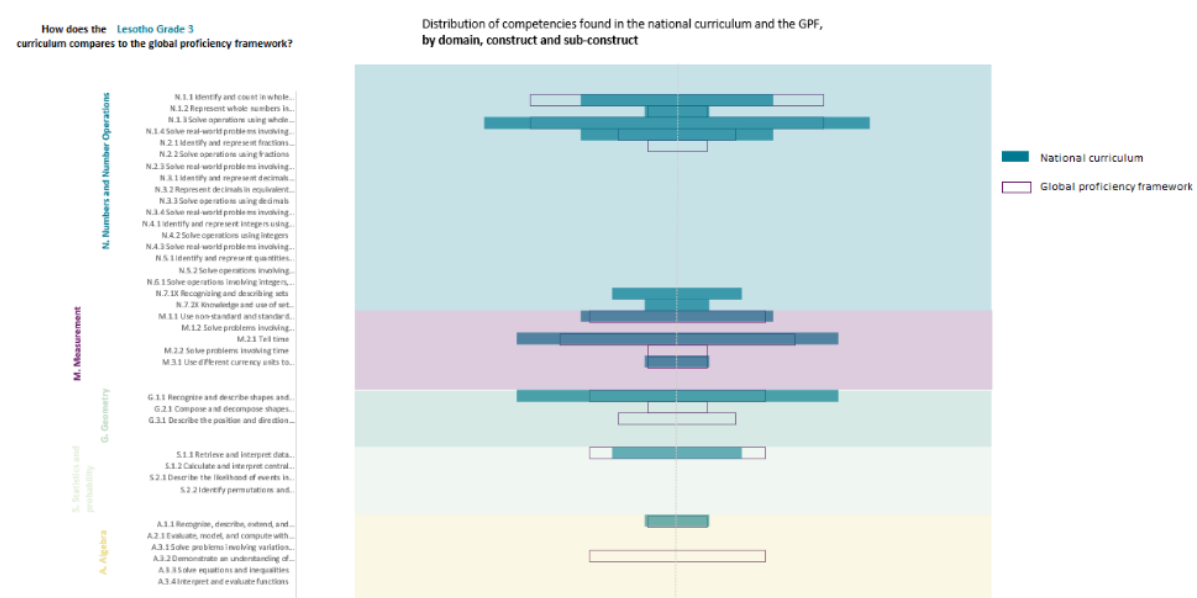 How does the Lesotho Grade 3
curriculum compares to the global proficiency framework?
Distribution of competencies found in the national curriculum and the GPF,
by domain, construct and sub-construct
N. Numbers and Number Operations
N.1.1 Identify and count in whole...
N.1.2 Represent whole numbers in...
N.1.3 Solve operations using whole...
N.1.4 Solve real-world problems involving...
N.2.1 Identify and represent fractions...
N.2.2 Solve operations using fractions
N.2.3 Solve real-world problems involving...
N.3.1 Identify and represent decimals...
N.3.2 Represent decimals in equivalent...
N.3.3 Solve operations using decimals
N.3.4 Solve real-world problems involving...
N.4.1 Identify and represent integers using...
N.4.2 Solve operations using integers
N.4.3 Solve real-world problems involving...
N.5.1 Identify and represent quantities...
N.5.2 Solve operations involving...
N.6.1 Solve operations involving integers,...
N.7.1X Recognizing and describing sets
N.7.2X Knowledge and use of set...
M. Measurement
M.1.1 Use non-standard and standard...
M.1.2 Solve problems involving...
M.2.1 Tell time
M.2.2 Solve problems involving time
M.3.1 Use different currency units to...
G. Geometry
G.1.1 Recognize and describe shapes and...
G.2.1 Compose and decompose shapes...
G.3.1 Describe the position and direction...
S. Statistics and
probability
S.1.1 Retrieve and interpret data...
S.1.2 Calculate and interpret central...
S.2.1 Describe the likelihood of events in...
S.2.2 Identify permutations and...
A. Algebra
A.1.1 Recognize, describe, extend, and...
A.2.1 Evaluate, model, and compute with...
A.3.1 Solve problems involving variation...
A.3.2 Demonstrate an understanding of...
A.3.3 Solve equations and inequalities
A.3.4 Interpret and evaluate functions
National curriculum
Global proficiency framework